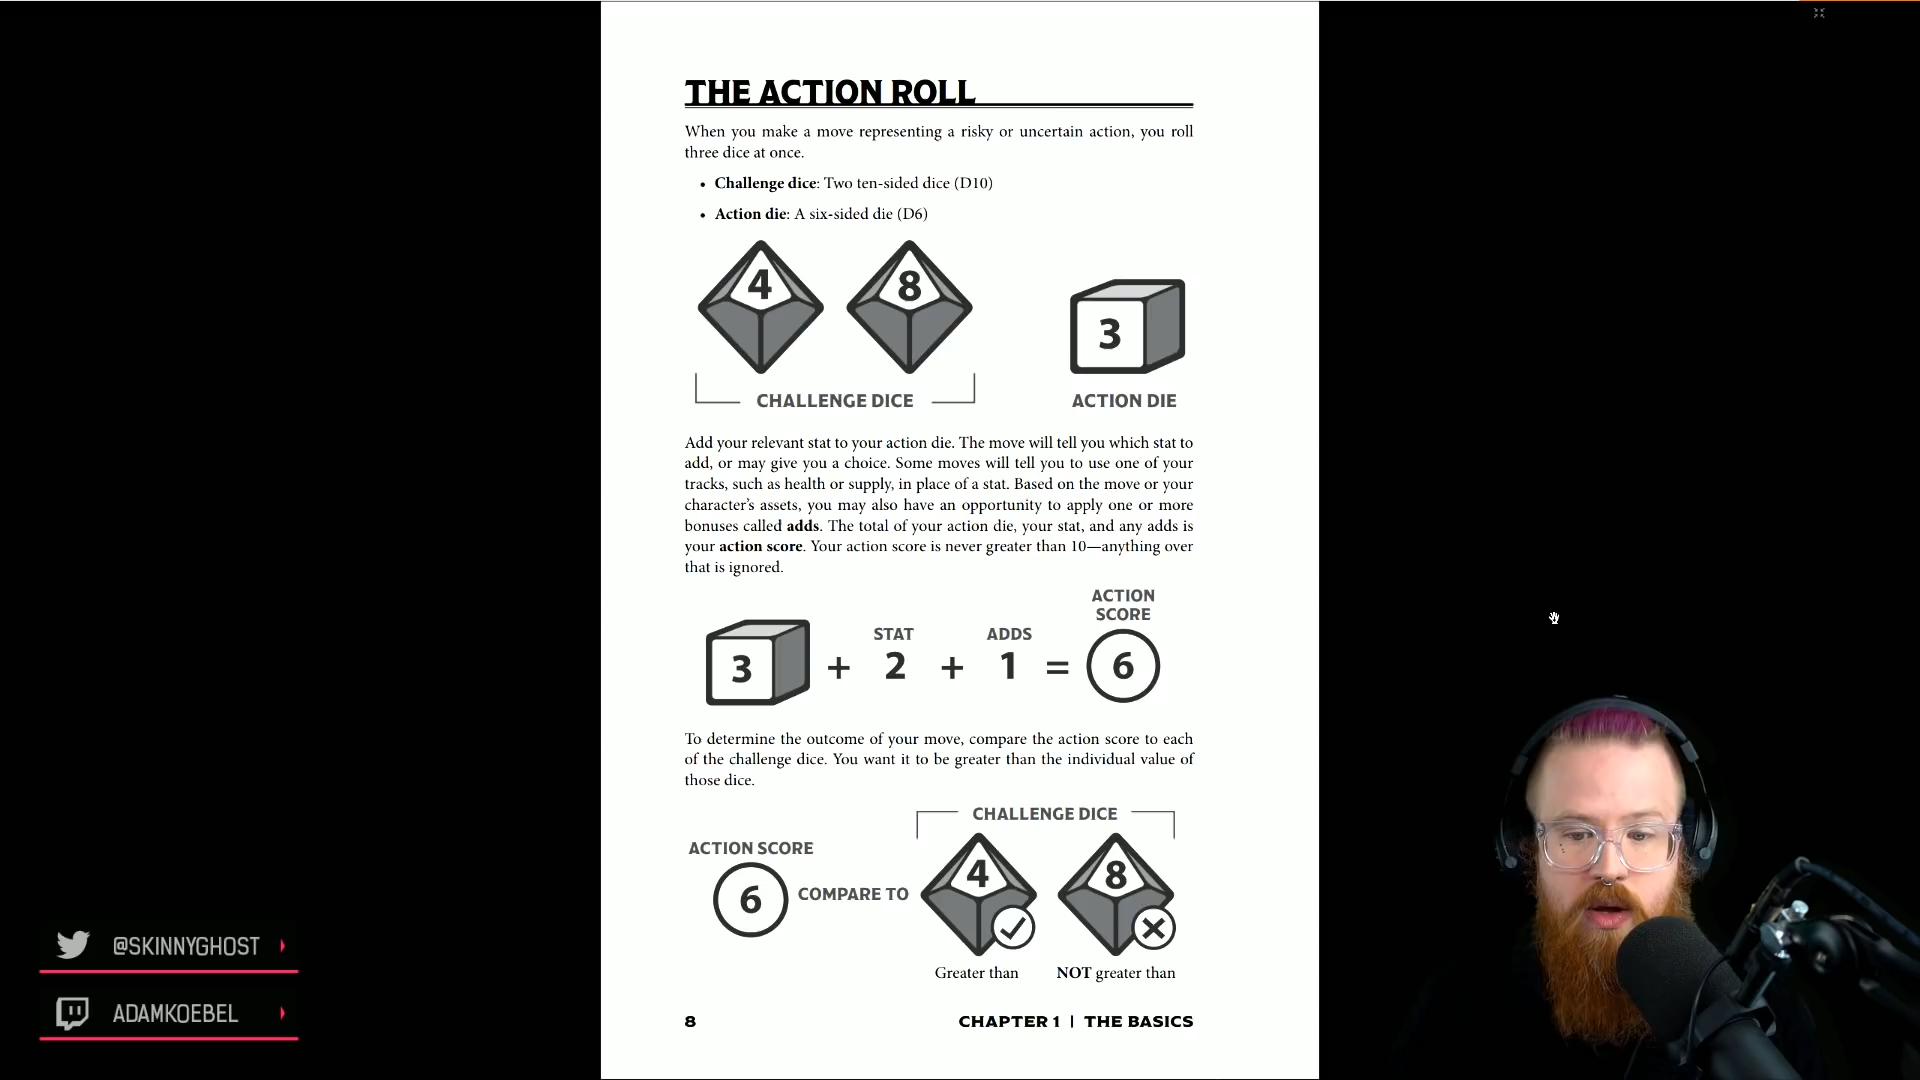 THE ACTION ROLL
When you make a move representing a risky or uncertain action, you roll
three dice at once.
• Challenge dice: Two ten-sided dice (D10)
• Action die: A six-sided die (D6)
4
8
3
CHALLENGE DICE
ACTION DIE
Add your relevant stat to your action die. The move will tell you which stat to
add, or may give you a choice. Some moves will tell you to use one of your
tracks, such as health or supply, in place of a stat. Based on the move or your
character's assets, you may also have an opportunity to apply one or more
bonuses called adds. The total of your action die, your stat, and any adds is
your action score. Your action score is never greater than 10—anything over
that is ignored.
ACTION
SCORE
STAT
ADDS
3 + 2 + 1 = 6
To determine the outcome of your move, compare the action score to each
of the challenge dice. You want it to be greater than the individual value of
those dice.
CHALLENGE DICE
ACTION SCORE
6
COMPARE TO
4
8
Greater than
NOT greater than
8
CHAPTER 1 | THE BASICS
@SKINNYGHOST
ADAMKOEBEL